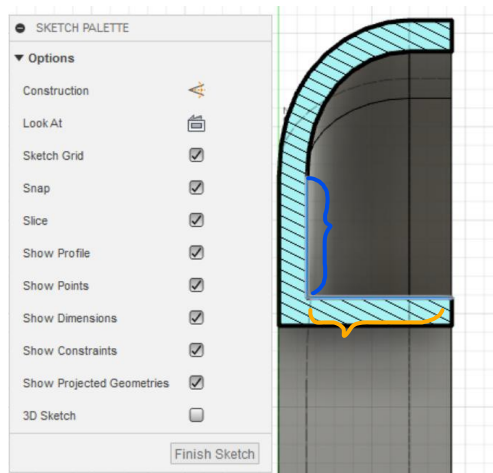 SKETCH PALETTE
Options
Construction
Look At
Sketch Grid
Snap
Slice
Show Profile
Show Points
Show Dimensions
Show Constraints
Show Projected Geometries
3D Sketch
Finish Sketch